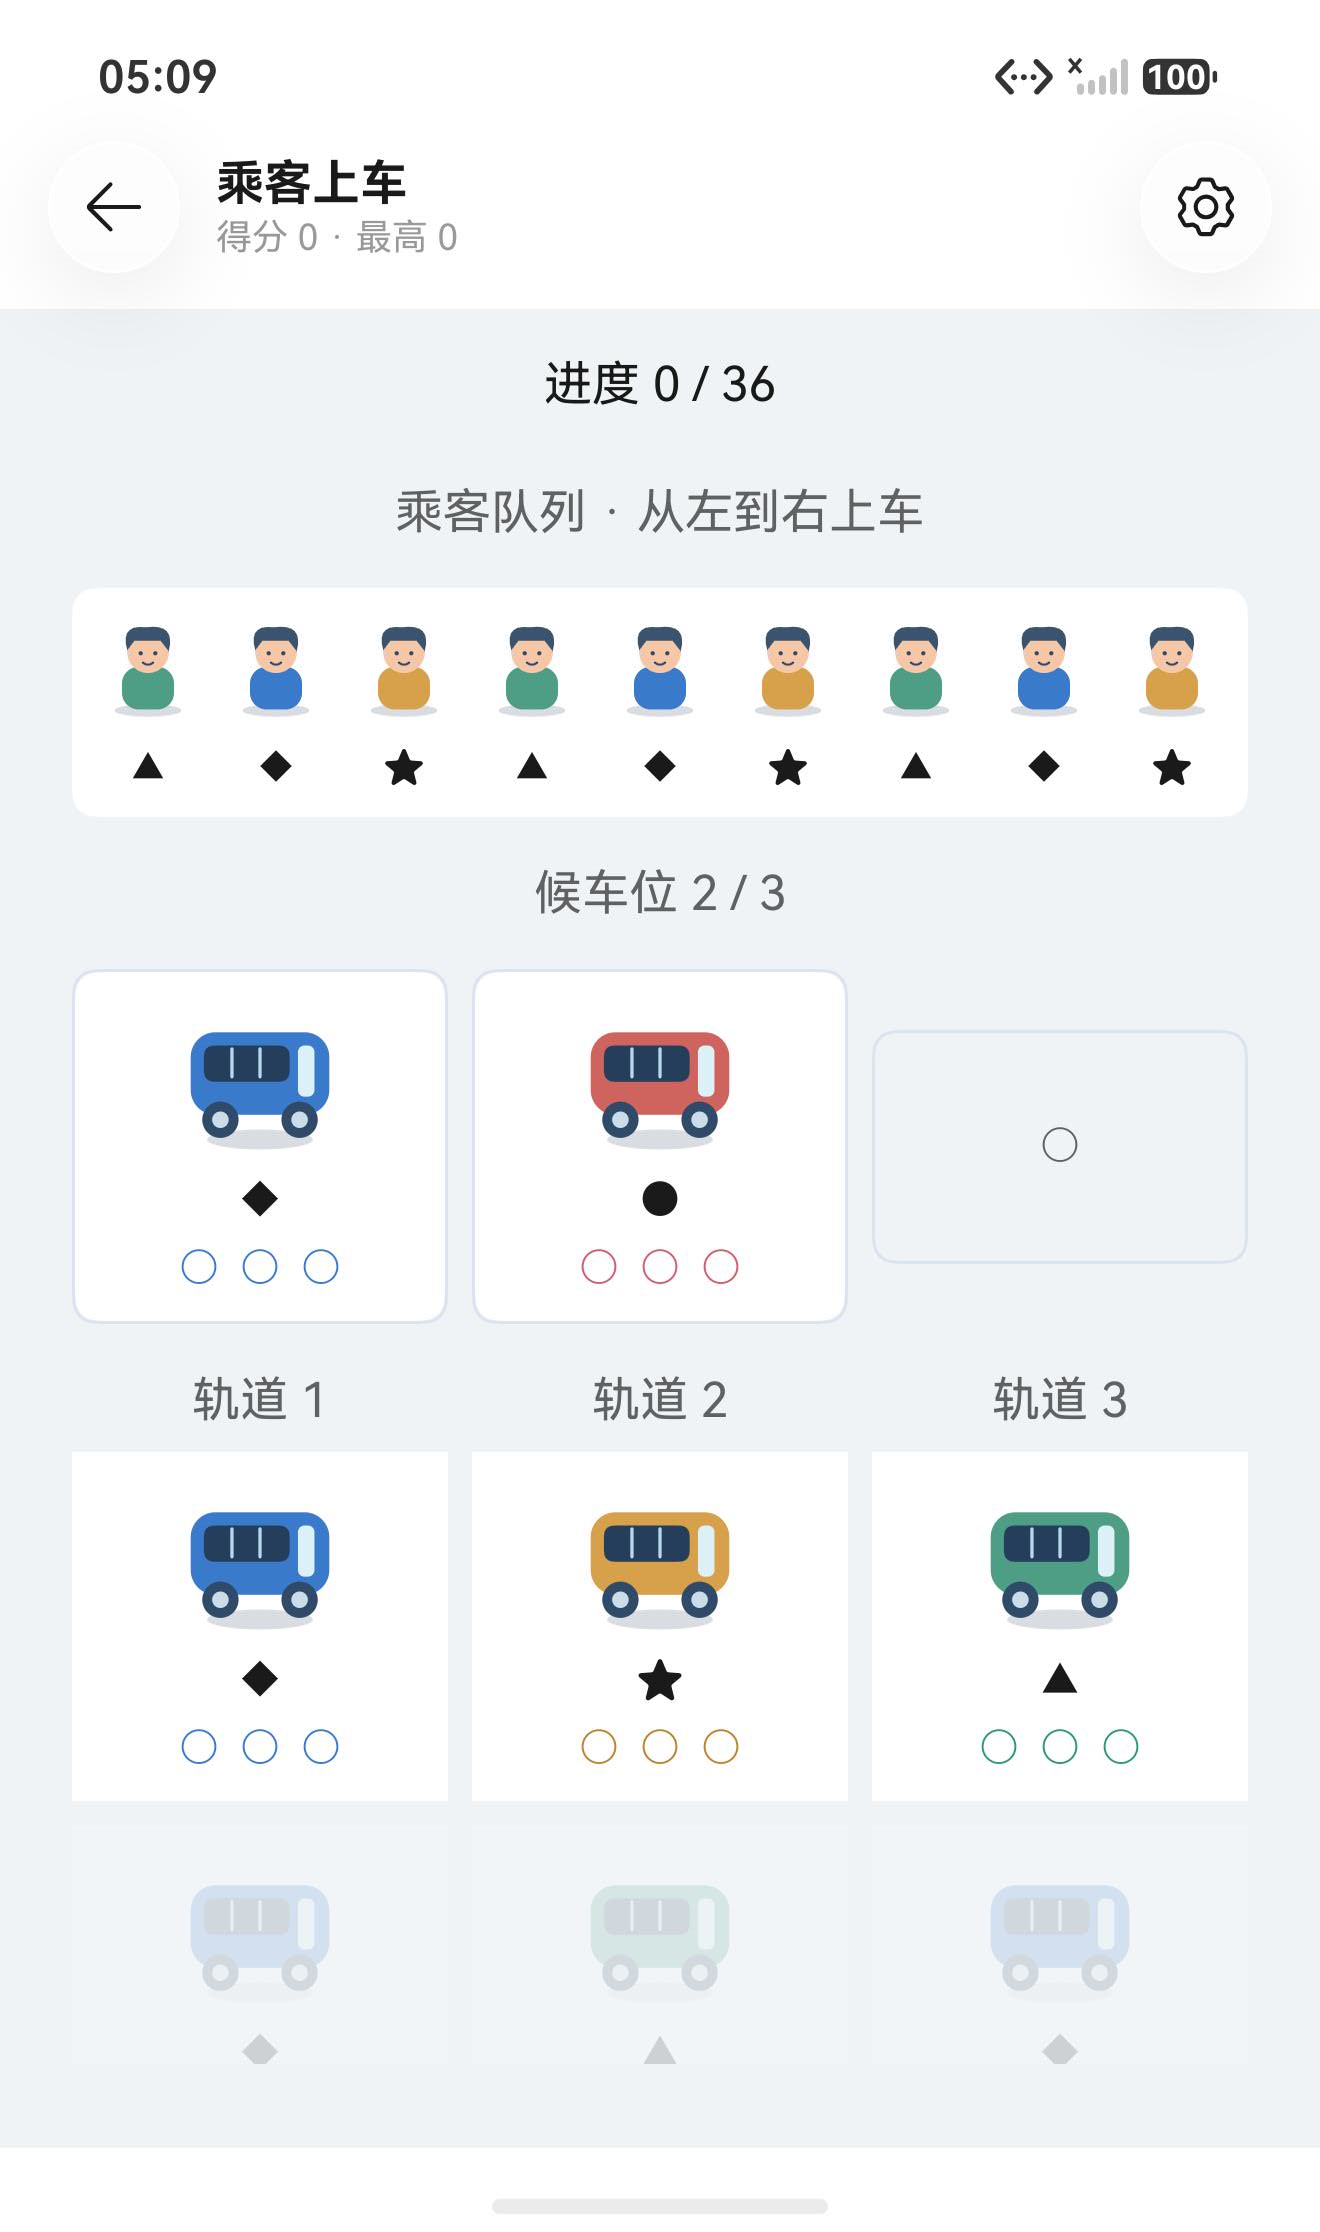 05:09
100
乘客上车
得分 0 · 最高 0
进度 0 / 36
乘客队列 · 从左到右上车
候车位 2 / 3
轨道 1
轨道 2
轨道 3